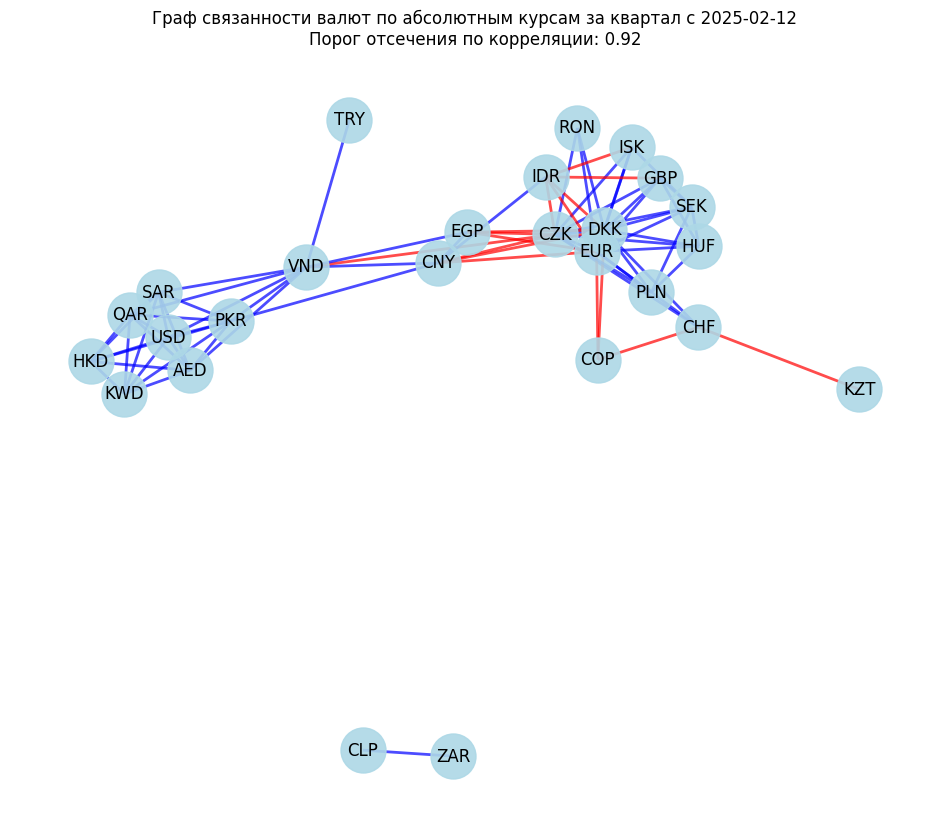 Граф связанности валют по абсолютным курсам за квартал с 2025-02-12
Порог отсечения по корреляции: 0.92
TRY
RON
ISK
IDR
GBP
SEK
EGP
CZK
DKK
HUF
EUR
CNY
VND
SAR
PLN
QAR
PKR
USD
CHF
HKD
AED
COP
KWD
KZT
CLP
ZAR